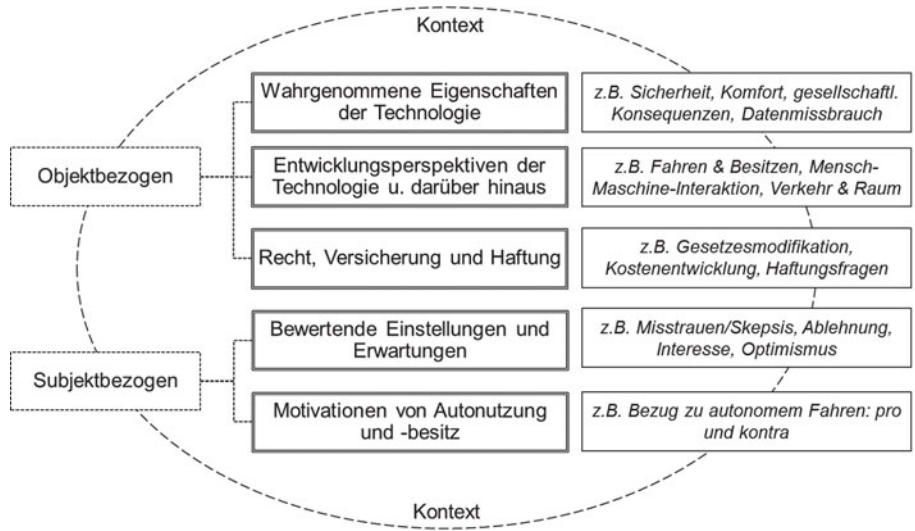 Kontext
Wahrgenommene Eigenschaften
der Technologie
z.B. Sicherheit, Komfort, gesellschaftl.
Konsequenzen, Datenmissbrauch
Objektbezogen
Entwicklungsperspektiven der
Technologie u. darüber hinaus
z.B. Fahren & Besitzen, Mensch-
Maschine-Interaktion, Verkehr & Raum
Recht, Versicherung und Haftung
z.B. Gesetzesmodifikation,
Kostenentwicklung, Haftungsfragen
Bewertende Einstellungen und
Erwartungen
z.B. Misstrauen/Skepsis, Ablehnung,
Interesse, Optimismus
Subjektbezogen
Motivationen von Autonutzung
und -besitz
z.B. Bezug zu autonomem Fahren: pro
und kontra
Kontext